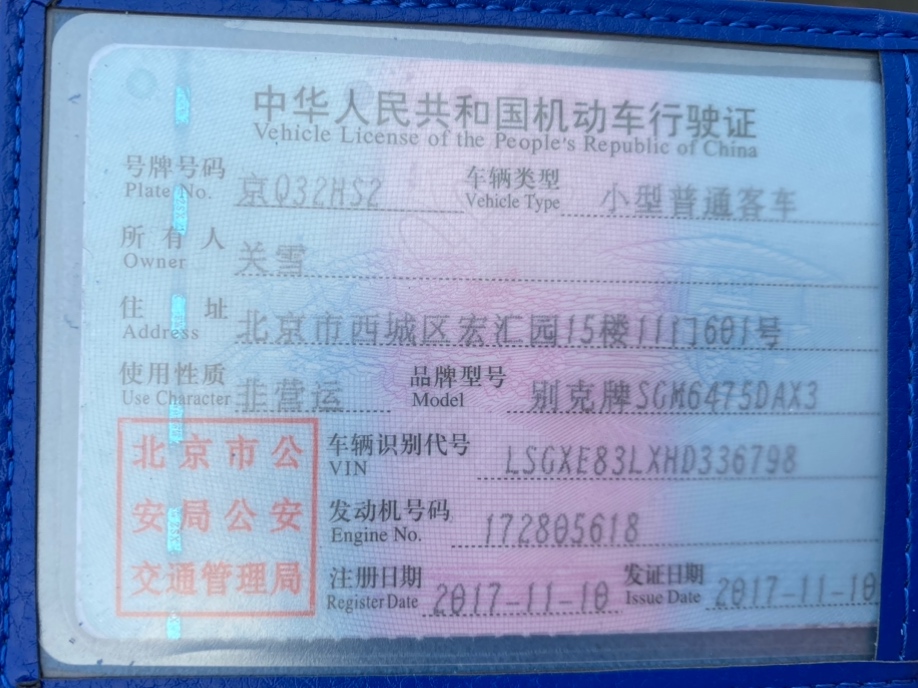 中华人民共和国机动车行驶证
Vehicle License of the People's Republic of China
号牌号码 京Q32HS2 车辆类型 小型普通客车
Plate No. Vehicle Type
所有人 关雪
Owner
住址 北京市西城区宏汇园15楼11门601号
Address
使用性质 非营运 品牌型号 别克牌SGM6475DAX3
Use Character Model
北京市公安局公安交通管理局
车辆识别代号 LSGXE83LXHD336798
VIN
发动机号码 172805618
Engine No.
注册日期 2017-11-10 发证日期 2017-11-10
Register Date Issue Date